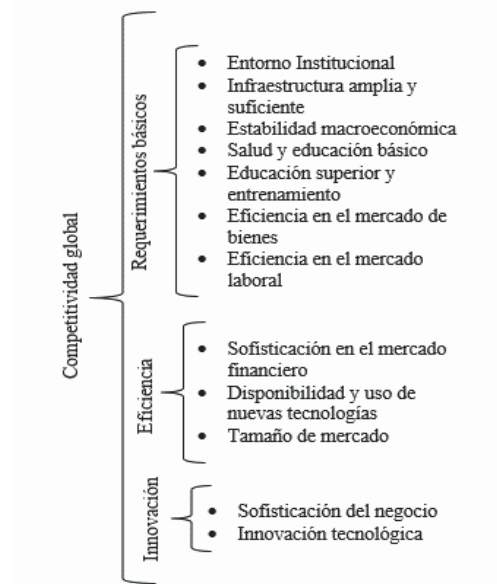 Competitividad global
Requerimientos básicos
• Entorno Institucional
• Infraestructura amplia y
suficiente
• Estabilidad macroeconómica
• Salud y educación básico
• Educación superior y
entrenamiento
• Eficiencia en el mercado de
bienes
• Eficiencia en el mercado
laboral
Eficiencia
• Sofisticación en el mercado
financiero
• Disponibilidad y uso de
nuevas tecnologías
• Tamaño de mercado
Innovación
• Sofisticación del negocio
• Innovación tecnológica